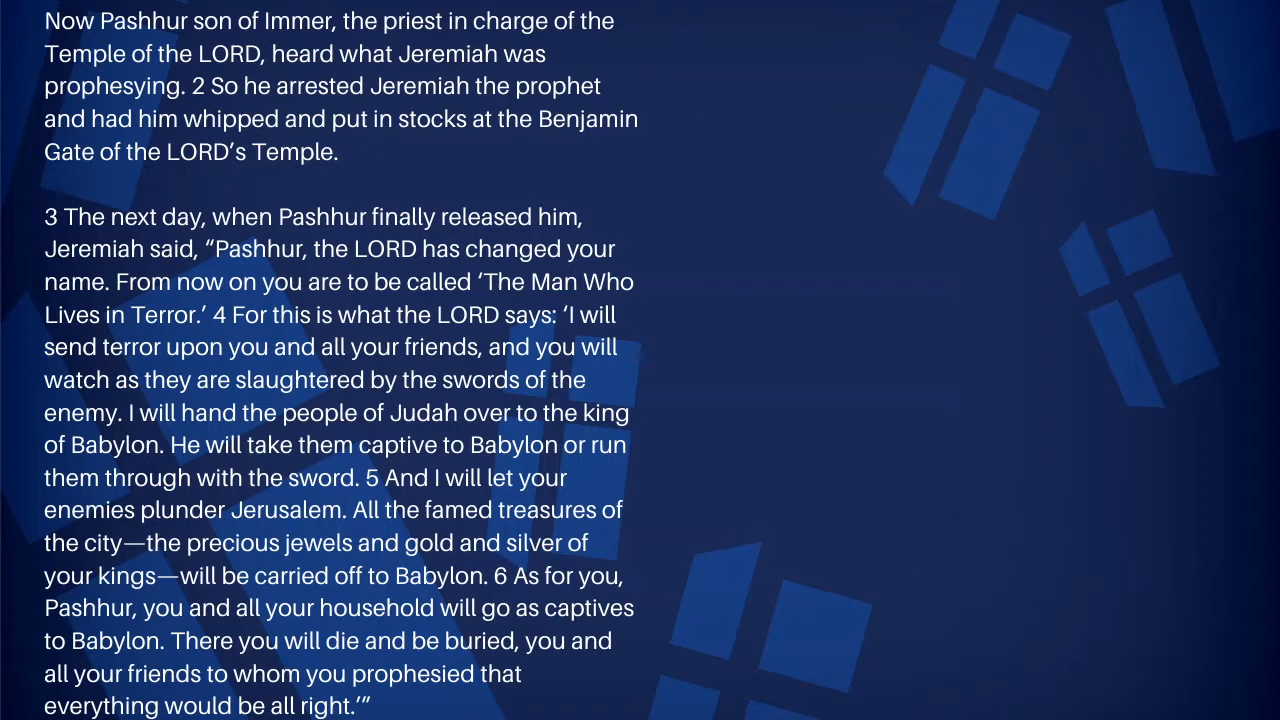 Now Pashhur son of Immer, the priest in charge of the
Temple of the LORD, heard what Jeremiah was
prophesying. 2 So he arrested Jeremiah the prophet
and had him whipped and put in stocks at the Benjamin
Gate of the LORD’s Temple.
3 The next day, when Pashhur finally released him,
Jeremiah said, “Pashhur, the LORD has changed your
name. From now on you are to be called ‘The Man Who
Lives in Terror.’ 4 For this is what the LORD says: ‘I will
send terror upon you and all your friends, and you will
watch as they are slaughtered by the swords of the
enemy. I will hand the people of Judah over to the king
of Babylon. He will take them captive to Babylon or run
them through with the sword. 5 And I will let your
enemies plunder Jerusalem. All the famed treasures of
the city—the precious jewels and gold and silver of
your kings—will be carried off to Babylon. 6 As for you,
Pashhur, you and all your household will go as captives
to Babylon. There you will die and be buried, you and
all your friends to whom you prophesied that
everything would be all right.’”